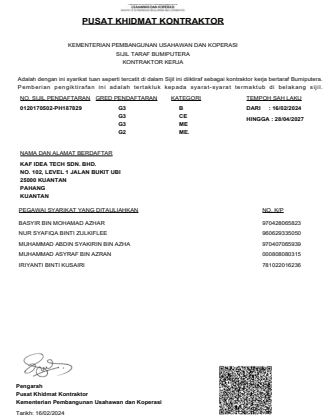 PUSAT KHIDMAT KONTRAKTOR
KEMENTERIAN PEMBANGUNAN USAHAWAN DAN KOPERASI
SIJIL TARAF BUMIPUTERA
KONTRAKTOR KERJA
Adalah dengan ini syarikat tuan seperti tercatit di dalam Sijil ini diiktiraf sebagai kontraktor kerja bertaraf Bumiputera.
Pemberian pengiktirafan ini adalah tertakluk kepada syarat-syarat termaktub di belakang sijil.
NO. SIJIL PENDAFTARAN GRED PENDAFTARAN KATEGORI TEMPOH SAH LAKU
0120170502-PH187829 G3 B DARI : 16/02/2024
G3 CE
G3 ME HINGGA : 28/04/2027
G2 ME.
NAMA DAN ALAMAT BERDAFTAR
KAF IDEA TECH SDN. BHD.
NO. 102, LEVEL 1 JALAN BUKIT UBI
25000 KUANTAN
PAHANG
KUANTAN
PEGAWAI SYARIKAT YANG DITAULIAHKAN NO. K/P
BASYIR BIN MOHAMAD AZHAR 970428065823
NUR SYAFIQA BINTI ZULKIFLEE 960629335050
MUHAMMAD ABDIN SYAKIRIN BIN AZHA 970407065939
MUHAMMAD ASYRAF BIN AZRAN 000808080315
IRIYANTI BINTI KUSAIRI 781022016236
Pengarah
Pusat Khidmat Kontraktor
Kementerian Pembangunan Usahawan dan Koperasi
Tarikh: 16/02/2024